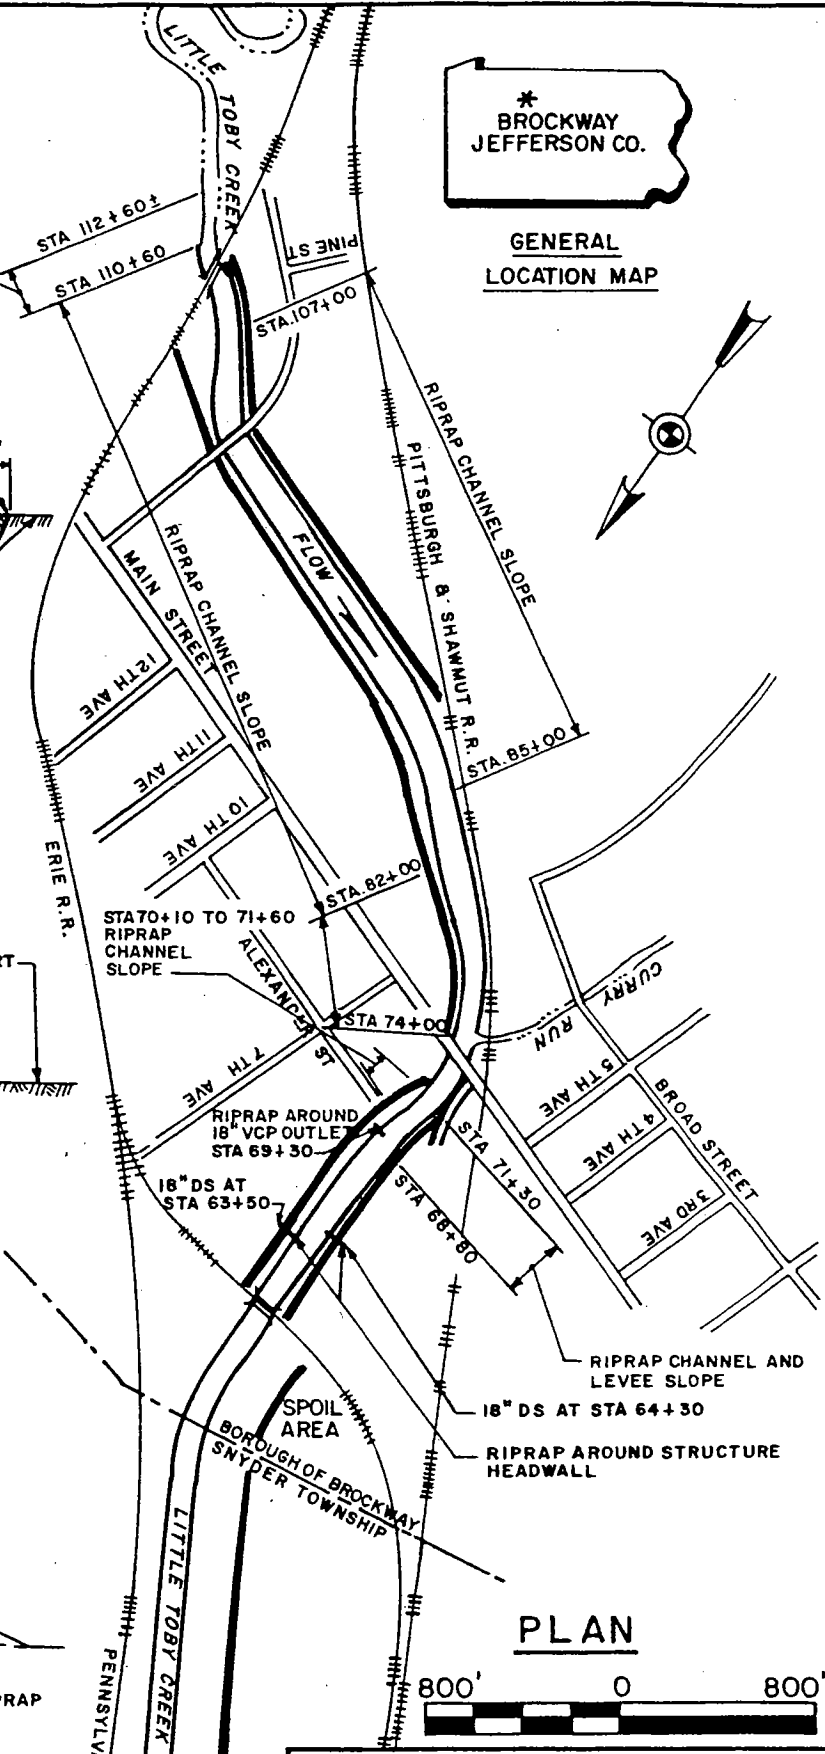 LITTLE TOBY CREEK
BROCKWAY
JEFFERSON CO.
GENERAL
LOCATION MAP
STA 112+60±
STA 110+60
PINE ST
STA.107+00
RIPRAP CHANNEL SLOPE
PITTSBURGH & SHAWMUT R.R.
FLOW
RIPRAP CHANNEL SLOPE
MAIN STREET
12TH AVE
11TH AVE
10TH AVE
STA.85+00
ERIE R.R.
STA.82+00
STA 70+10 TO 71+60
RIPRAP
CHANNEL
SLOPE
ALEXANDER ST
RT
STA 74+00
CURRY RUN
7TH AVE
5TH AVE
4TH AVE
3RD AVE
BROAD STREET
RIPRAP AROUND
18" VCP OUTLET
STA 69+30
STA 71+30
18" DS AT
STA 63+50
STA 68+80
RIPRAP CHANNEL AND
LEVEE SLOPE
18" DS AT STA 64+30
SPOIL
AREA
RIPRAP AROUND STRUCTURE
HEADWALL
BOROUGH OF BROCKWAY
SNYDER TOWNSHIP
LITTLE TOBY CREEK
PLAN
PRAP
PENNSYLV
800' 0 800'